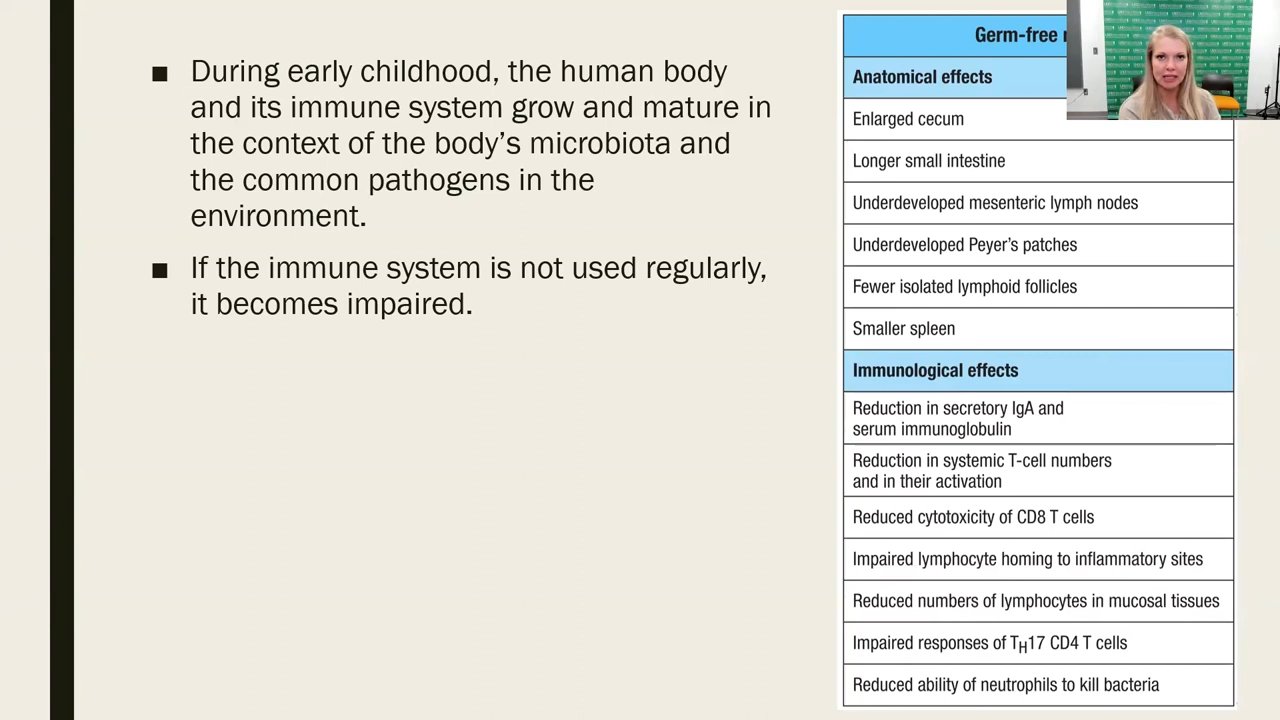 ■ During early childhood, the human body
and its immune system grow and mature in
the context of the body's microbiota and
the common pathogens in the
environment.
■ If the immune system is not used regularly,
it becomes impaired.
Germ-free
Anatomical effects
Enlarged cecum
Longer small intestine
Underdeveloped mesenteric lymph nodes
Underdeveloped Peyer's patches
Fewer isolated lymphoid follicles
Smaller spleen
Immunological effects
Reduction in secretory IgA and
serum immunoglobulin
Reduction in systemic T-cell numbers
and in their activation
Reduced cytotoxicity of CD8 T cells
Impaired lymphocyte homing to inflammatory sites
Reduced numbers of lymphocytes in mucosal tissues
Impaired responses of TH17 CD4 T cells
Reduced ability of neutrophils to kill bacteria